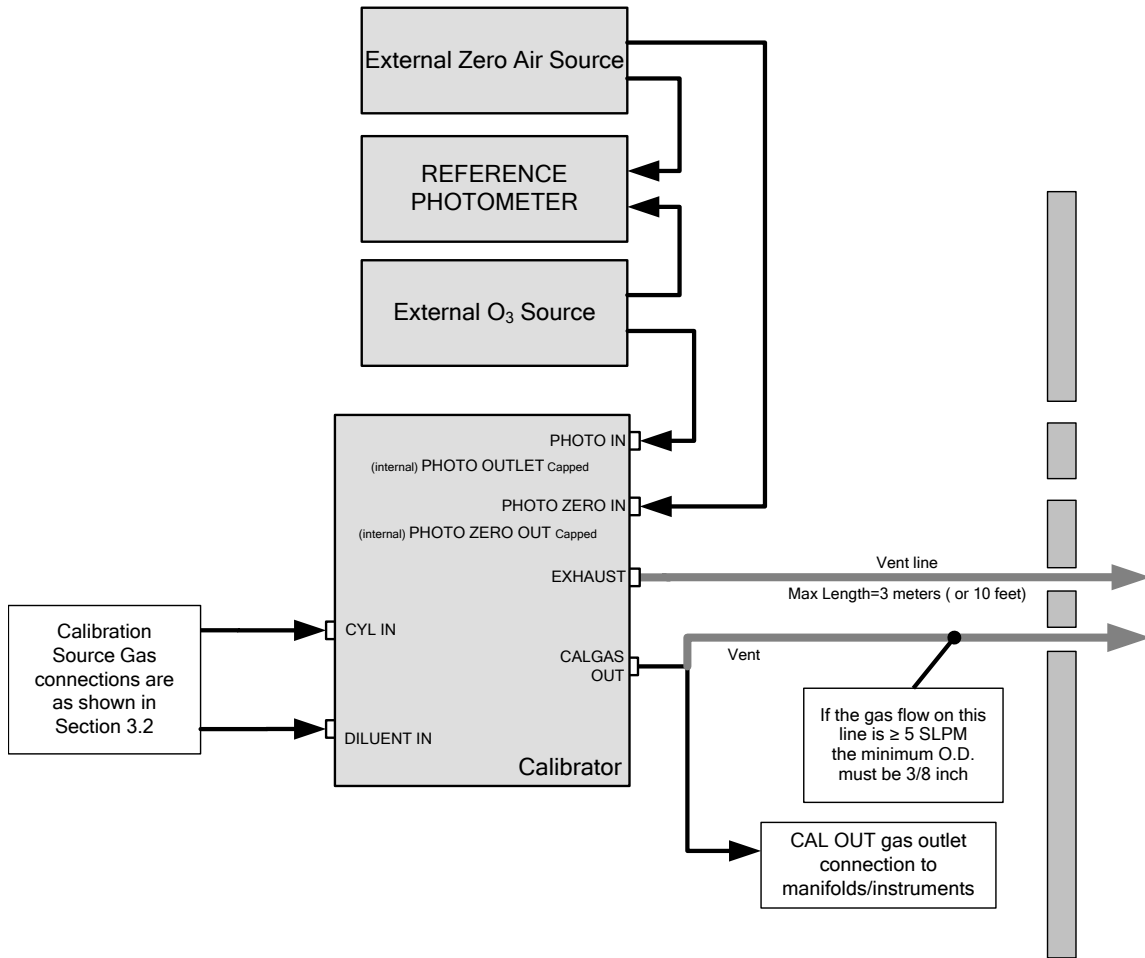 External Zero Air Source
REFERENCE
PHOTOMETER
External O₃ Source
PHOTO IN
(internal) PHOTO OUTLET Capped
PHOTO ZERO IN
(internal) PHOTO ZERO OUT Capped
EXHAUST
Vent line
Max Length=3 meters ( or 10 feet)
Calibration
Source Gas
connections are
as shown in
Section 3.2
CYL IN
CALGAS
OUT
Vent
DILUENT IN
Calibrator
If the gas flow on this
line is ≥ 5 SLPM
the minimum O.D.
must be 3/8 inch
CAL OUT gas outlet
connection to
manifolds/instruments